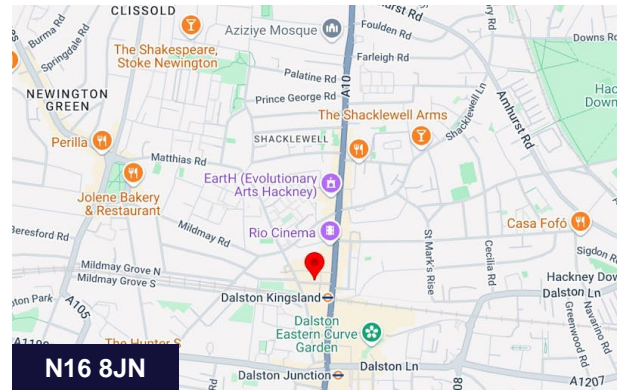 CLISSOLD
Aziziye Mosque
Amhurst Rd
Foulden Rd
Downs Rd
Burma Rd
Springdale Rd
The Shakespeare,
Stoke Newington
A10
Farleigh Rd
Palatine Rd
NEWINGTON
GREEN
Prince George Rd
Hac
Down
The Shacklewell Arms
Shacklewell Ln
Amhurst Rd
SHACKLEWELL
Perilla
Matthias Rd
EartH (Evolutionary
Arts Hackney)
Jolene Bakery
& Restaurant
Casa Fofó
Beresford Rd
Mildmay Rd
Rio Cinema
St Mark's Rise
Cecilia Rd
Sigdon R
Mildmay Grove N
Mildmay Grove S
Hackney Dow
Dalston Ln
Dalston Kingsland
ton Park
A105
Dalston
Eastern Curve
Garden
Greenwood Rd
Navarino Rd
The Hunter S
Dalston Ln
Dalston Junction
A1207
N16 8JN